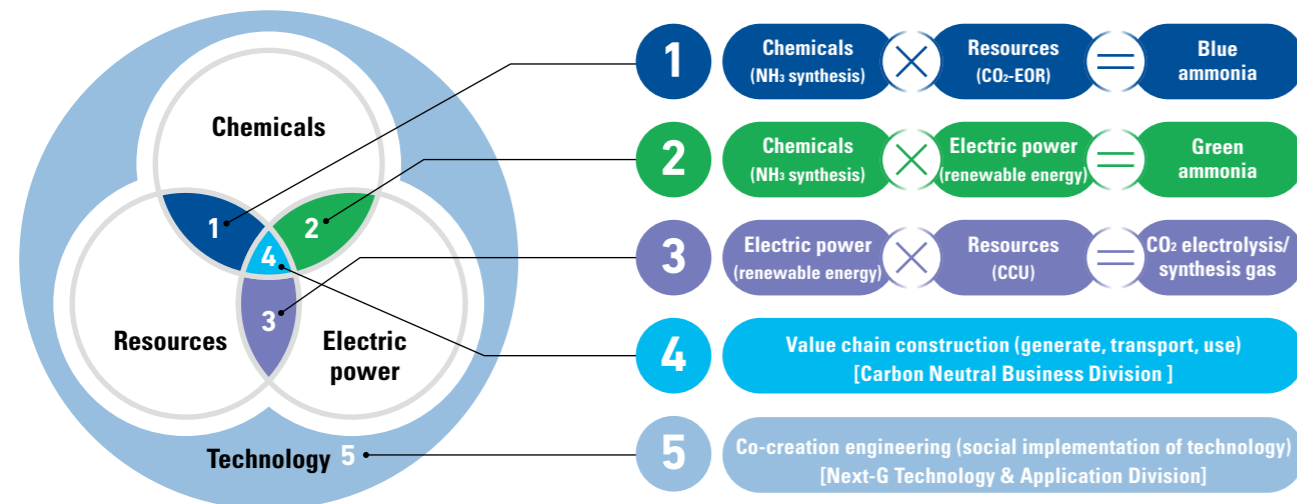 Chemicals
1
2
4
3
Resources
Electric
power
Technology 5
1
Chemicals
(NH₃ synthesis)
×
Resources
(CO₂-EOR)
=
Blue
ammonia
2
Chemicals
(NH₃ synthesis)
×
Electric power
(renewable energy)
=
Green
ammonia
3
Electric power
(renewable energy)
×
Resources
(CCU)
=
CO₂ electrolysis/
synthesis gas
4
Value chain construction (generate, transport, use)
[Carbon Neutral Business Division ]
5
Co-creation engineering (social implementation of technology)
[Next-G Technology & Application Division]